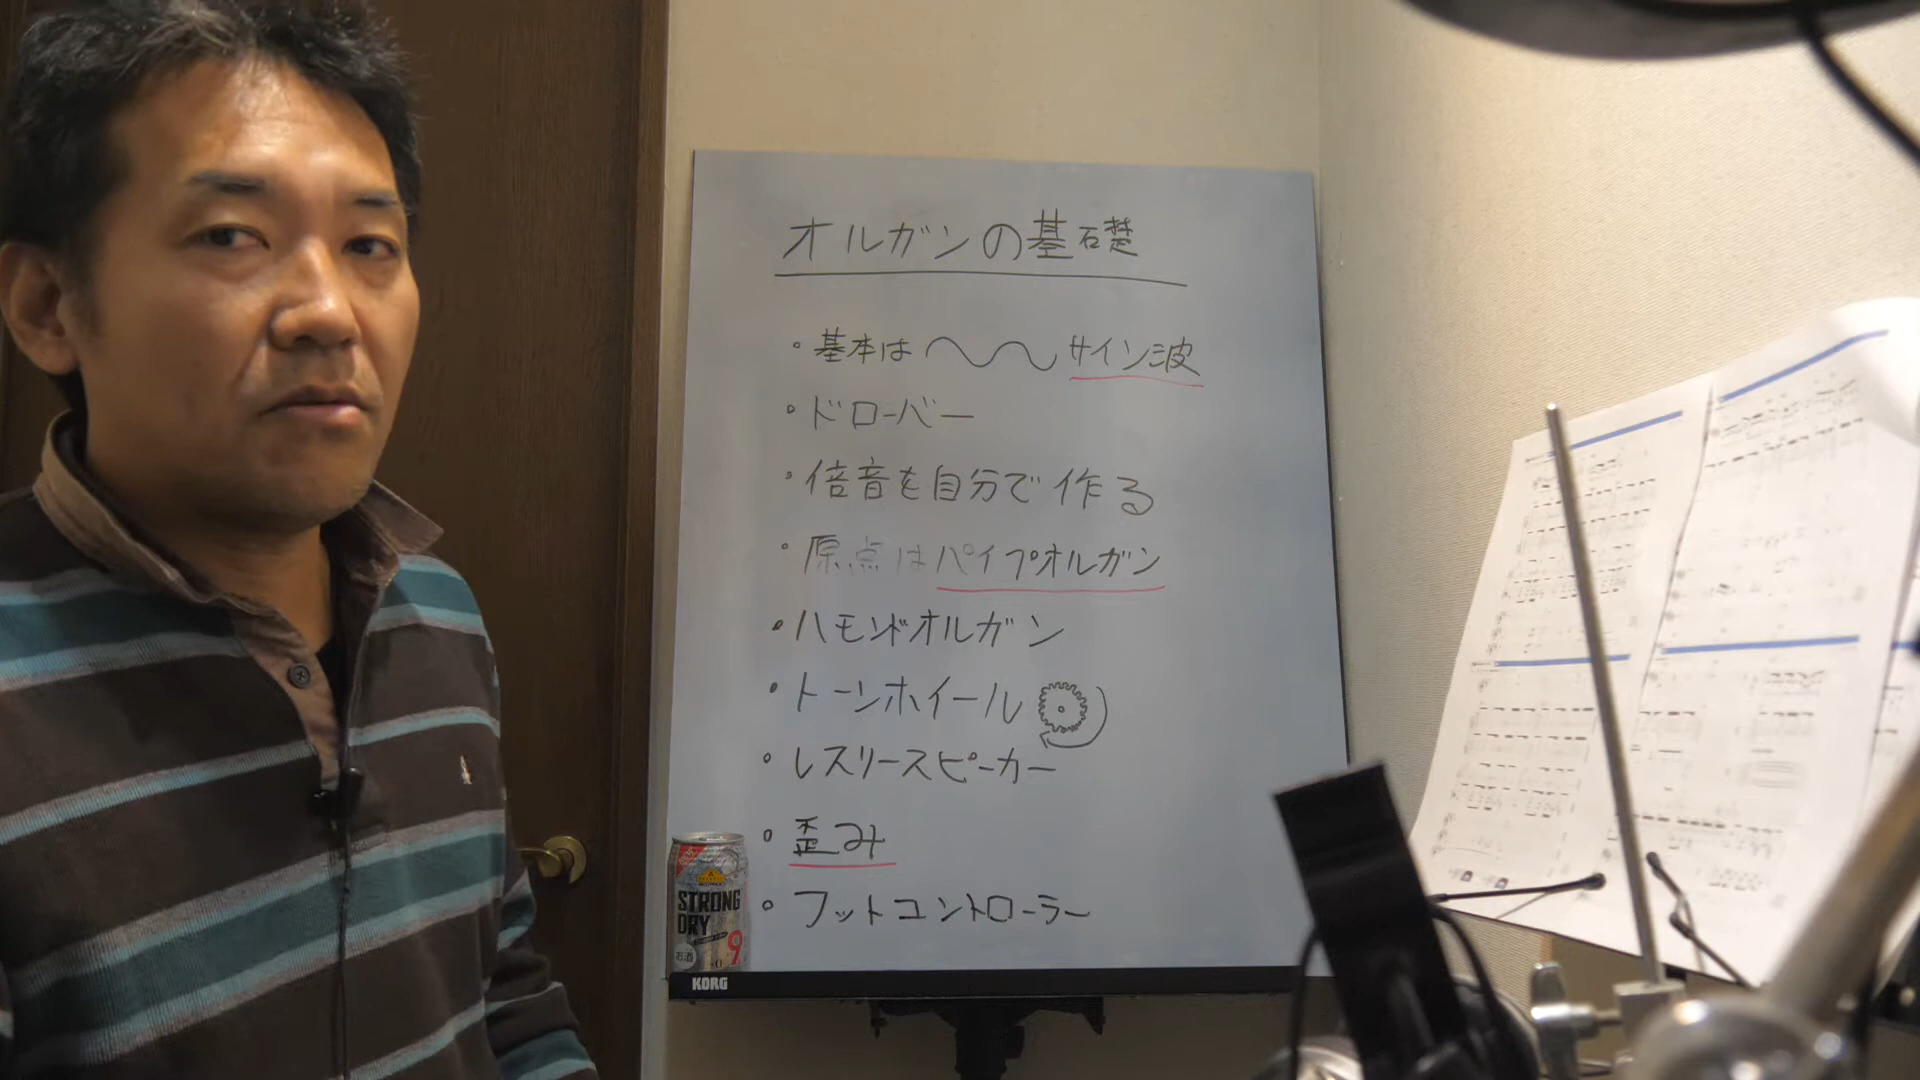 オルガンの基礎
・基本は サイン波
・ドローバー
・倍音を自分で作る
・原点はパイプオルガン
・ハモンドオルガン
・トーンホイール
・レスリースピーカー
・歪み
・フットコントローラー
STRONG
DRY
9
お酒
KORG